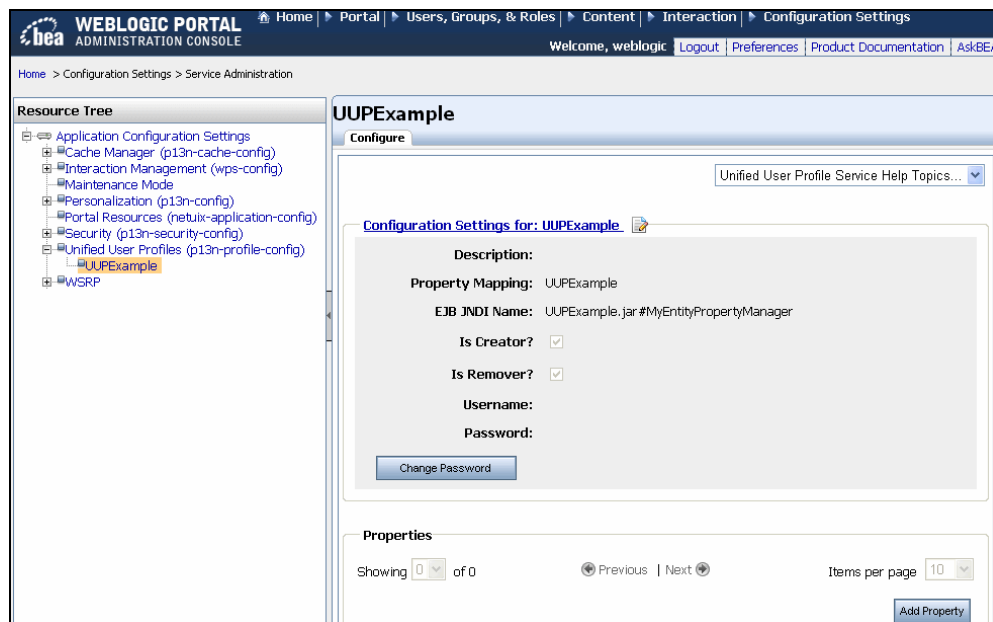 bea WEBLOGIC PORTAL
ADMINISTRATION CONSOLE
Home | Portal | Users, Groups, & Roles | Content | Interaction | Configuration Settings
Welcome, weblogic Logout Preferences Product Documentation AskBEA
Home > Configuration Settings > Service Administration
Resource Tree
Application Configuration Settings
Cache Manager (p13n-cache-config)
Interaction Management (wps-config)
Maintenance Mode
Personalization (p13n-config)
Portal Resources (netuix-application-config)
Security (p13n-security-config)
Unified User Profiles (p13n-profile-config)
UUPExample
WSRP
UUPExample
Configure
Unified User Profile Service Help Topics...
Configuration Settings for: UUPExample
Description:
Property Mapping: UUPExample
EJB JNDI Name: UUPExample.jar#MyEntityPropertyManager
Is Creator?
Is Remover?
Username:
Password:
Change Password
Properties
Showing 0 of 0 Previous | Next Items per page 10
Add Property